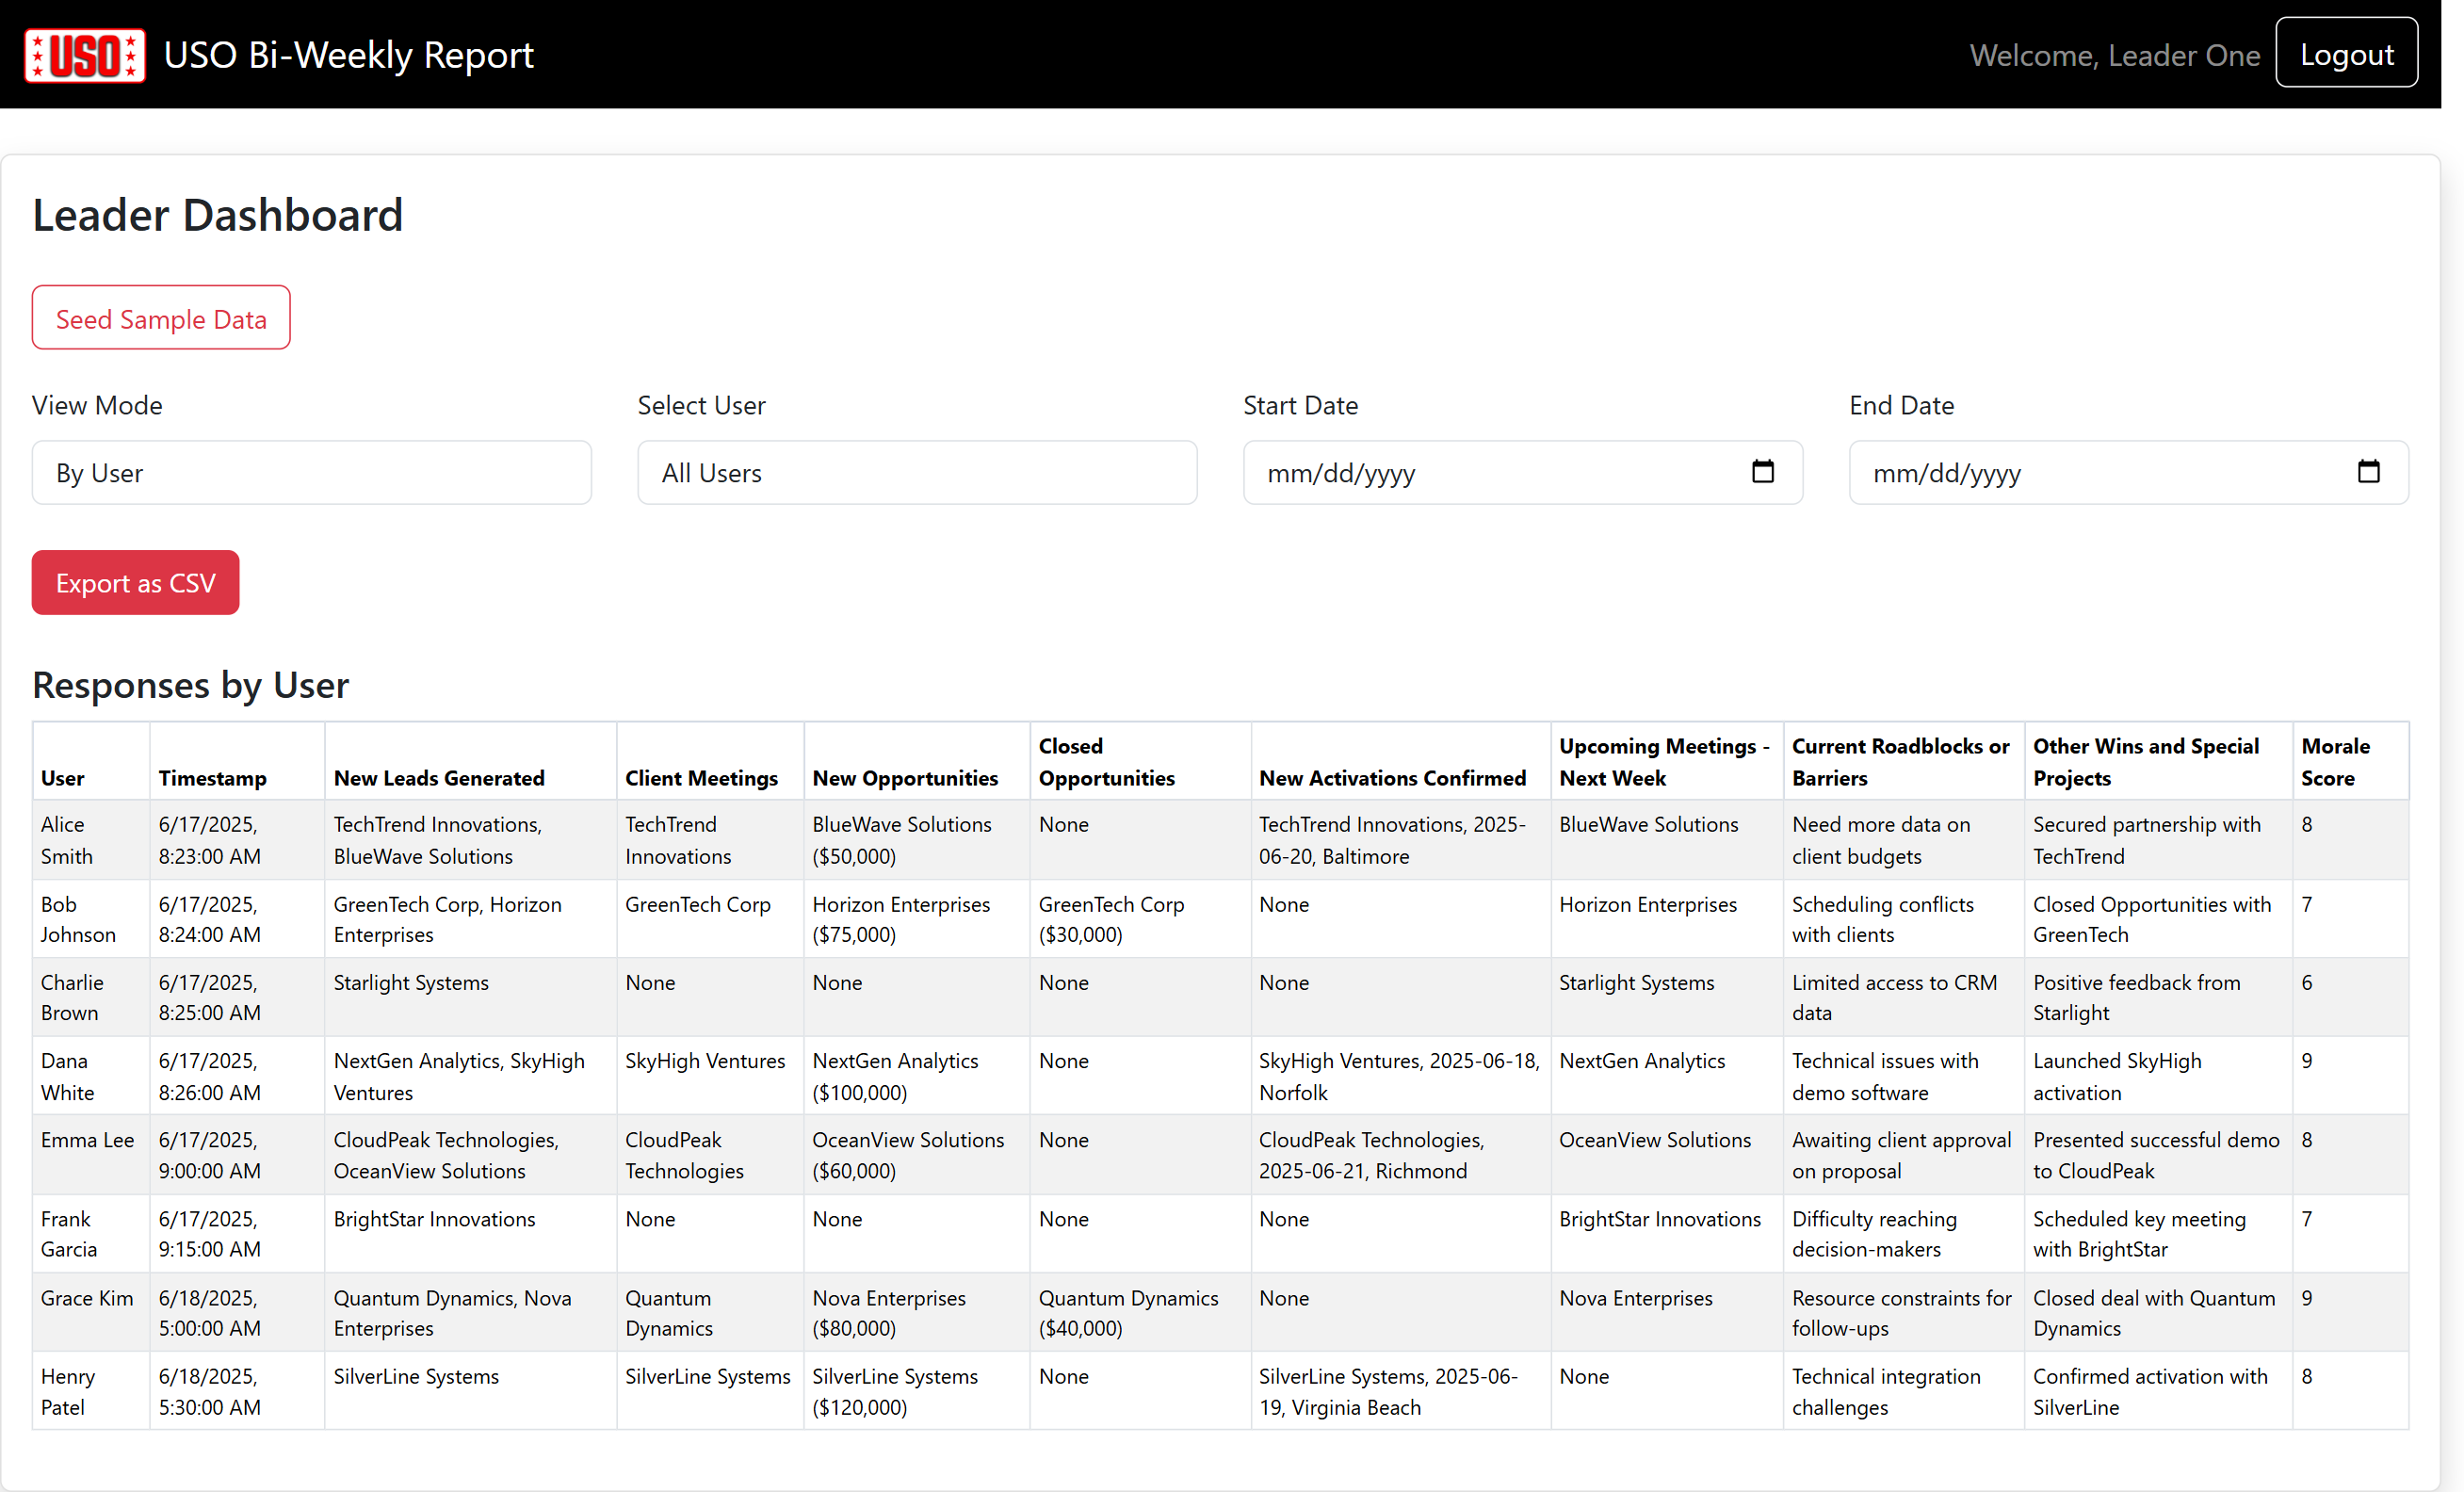 USO USO Bi-Weekly Report Welcome, Leader One Logout
Leader Dashboard
Seed Sample Data
View Mode Select User Start Date End Date
By User All Users mm/dd/yyyy mm/dd/yyyy
Export as CSV
Responses by User
User Timestamp New Leads Generated Client Meetings New Opportunities Closed Opportunities New Activations Confirmed Upcoming Meetings - Next Week Current Roadblocks or Barriers Other Wins and Special Projects Morale Score
Alice Smith 6/17/2025, 8:23:00 AM TechTrend Innovations, BlueWave Solutions TechTrend Innovations BlueWave Solutions ($50,000) None TechTrend Innovations, 2025-06-20, Baltimore BlueWave Solutions Need more data on client budgets Secured partnership with TechTrend 8
Bob Johnson 6/17/2025, 8:24:00 AM GreenTech Corp, Horizon Enterprises GreenTech Corp Horizon Enterprises ($75,000) GreenTech Corp ($30,000) None Horizon Enterprises Scheduling conflicts with clients Closed Opportunities with GreenTech 7
Charlie Brown 6/17/2025, 8:25:00 AM Starlight Systems None None None None Starlight Systems Limited access to CRM data Positive feedback from Starlight 6
Dana White 6/17/2025, 8:26:00 AM NextGen Analytics, SkyHigh Ventures SkyHigh Ventures NextGen Analytics ($100,000) None SkyHigh Ventures, 2025-06-18, Norfolk NextGen Analytics Technical issues with demo software Launched SkyHigh activation 9
Emma Lee 6/17/2025, 9:00:00 AM CloudPeak Technologies, OceanView Solutions CloudPeak Technologies OceanView Solutions ($60,000) None CloudPeak Technologies, 2025-06-21, Richmond OceanView Solutions Awaiting client approval on proposal Presented successful demo to CloudPeak 8
Frank Garcia 6/17/2025, 9:15:00 AM BrightStar Innovations None None None None BrightStar Innovations Difficulty reaching decision-makers Scheduled key meeting with BrightStar 7
Grace Kim 6/18/2025, 5:00:00 AM Quantum Dynamics, Nova Enterprises Quantum Dynamics Nova Enterprises ($80,000) Quantum Dynamics ($40,000) None Nova Enterprises Resource constraints for follow-ups Closed deal with Quantum Dynamics 9
Henry Patel 6/18/2025, 5:30:00 AM SilverLine Systems SilverLine Systems SilverLine Systems ($120,000) None SilverLine Systems, 2025-06-19, Virginia Beach None Technical integration challenges Confirmed activation with SilverLine 8